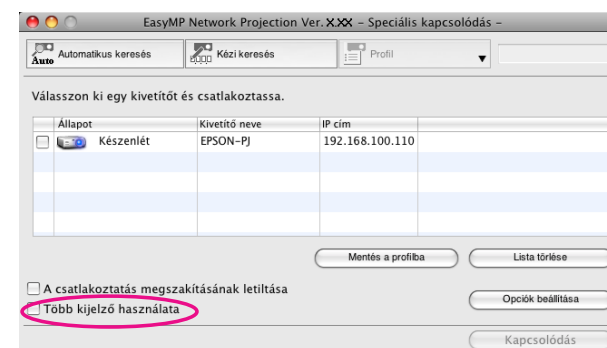 EasyMP Network Projection Ver. X.XX – Speciális kapcsolódás –
Auto Automatikus keresés Kézi keresés Profil
Válasszon ki egy kivetítőt és csatlakoztassa.
Állapot Kivetítő neve IP cím
Készenlét EPSON-PJ 192.168.100.110
Mentés a profilba Lista törlése
A csatlakoztatás megszakításának letiltása
Több kijelző használata
Opciók beállítása
Kapcsolódás